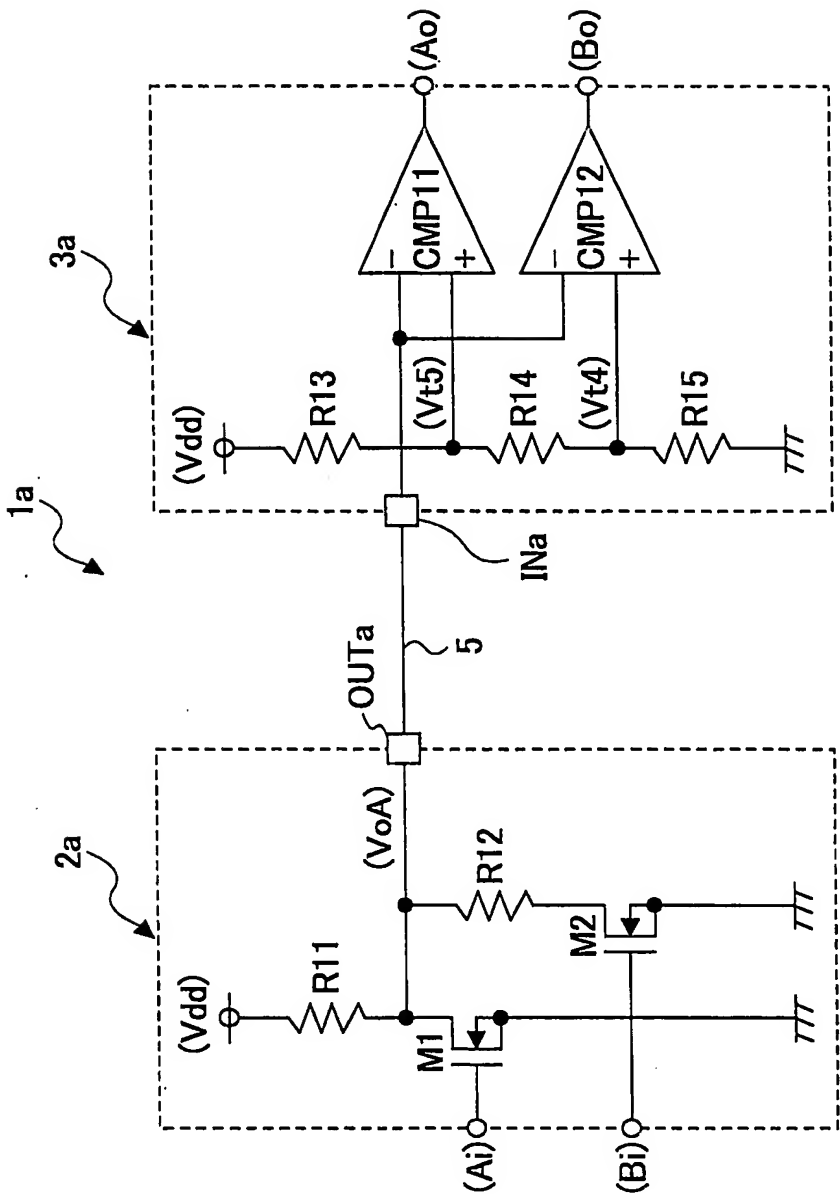 1a
2a
3a
(Vdd)
R11
(VoA)
OUTa
5
INa
M1
R12
M2
(Ai)
(Bi)
(Vdd)
R13
(Vt5)
R14
(Vt4)
R15
−
CMP11
+
−
CMP12
+
(Ao)
(Bo)